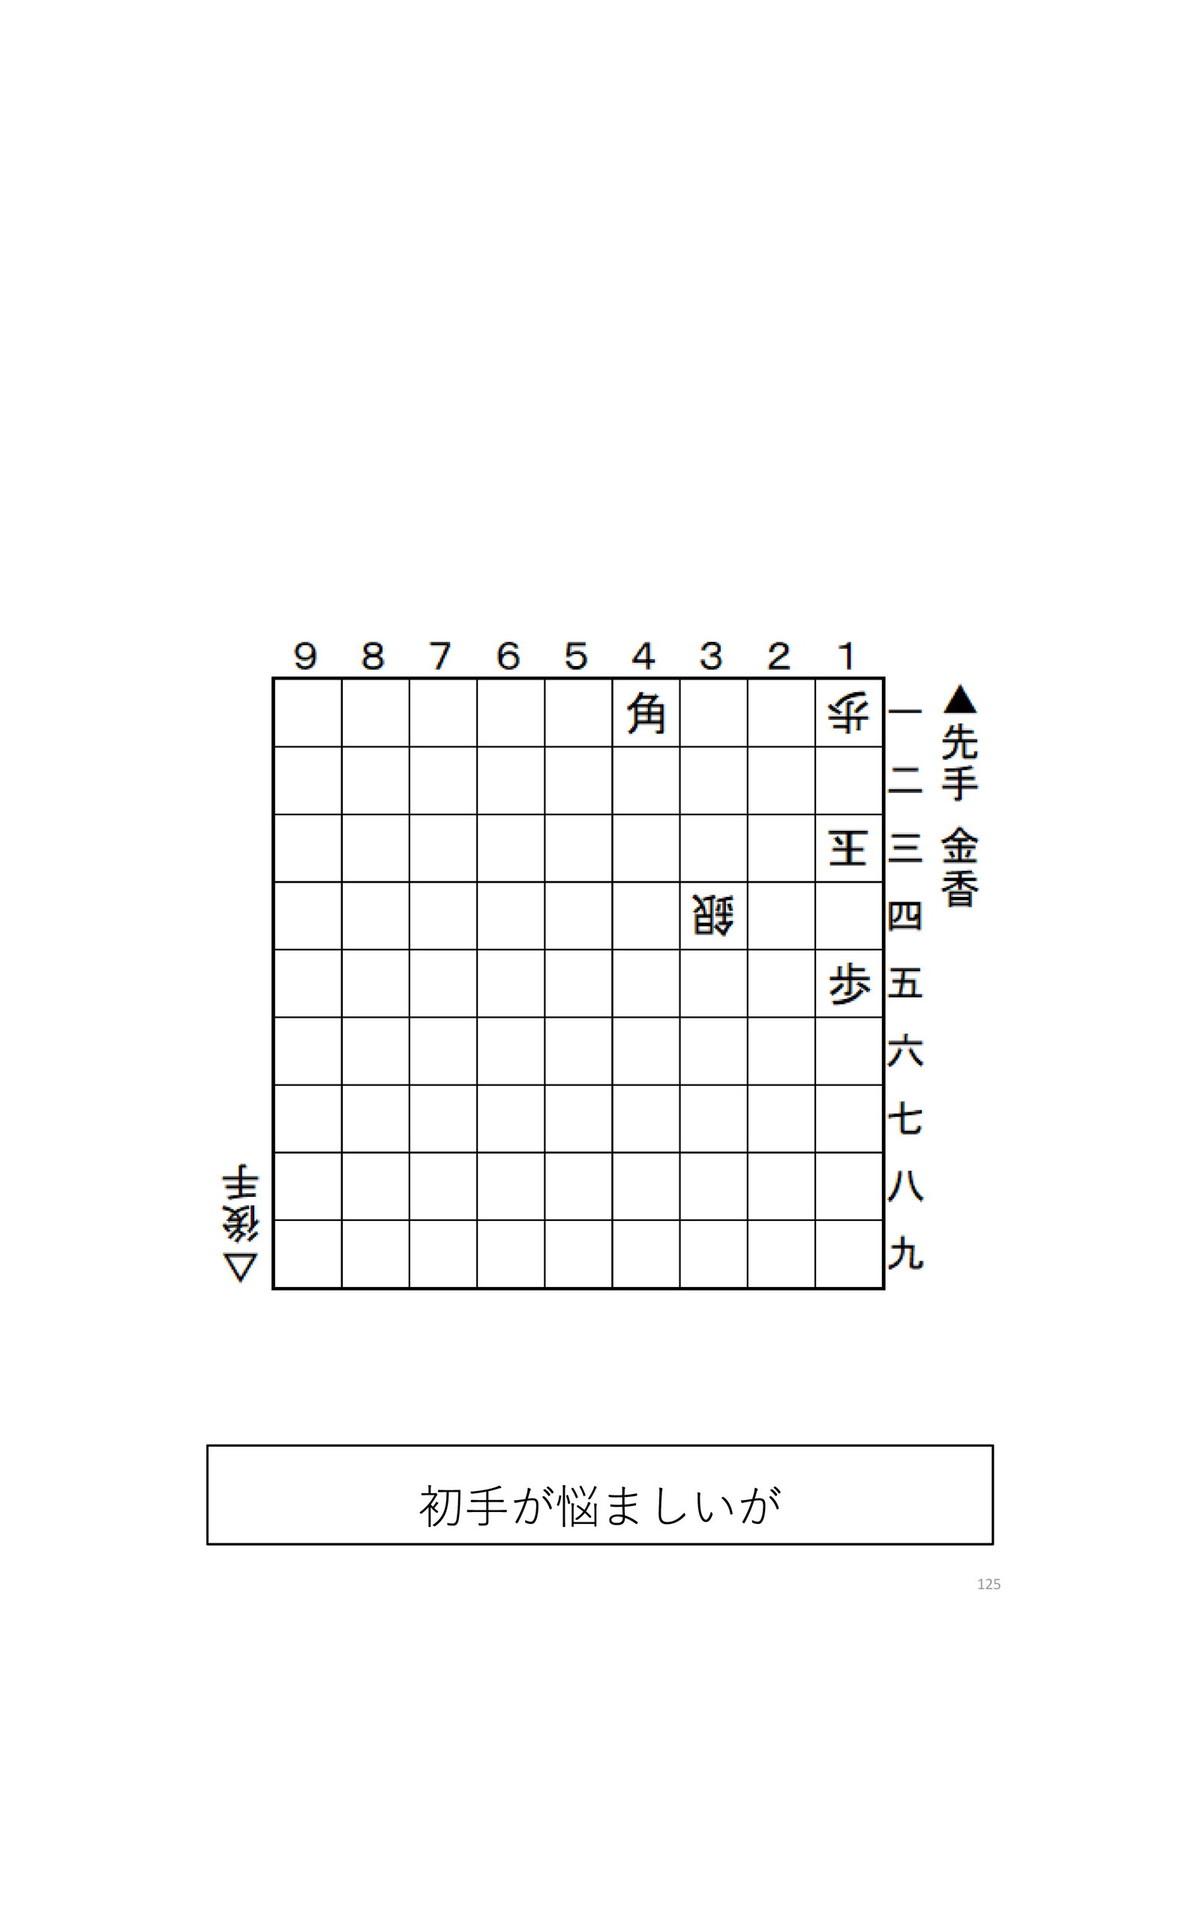 9 8 7 6 5 4 3 2 1
角 歩 一
二
王 三
銀 四
歩 五
六
七
八
九
▲先手 金香
△後手
初手が悩ましいが
125